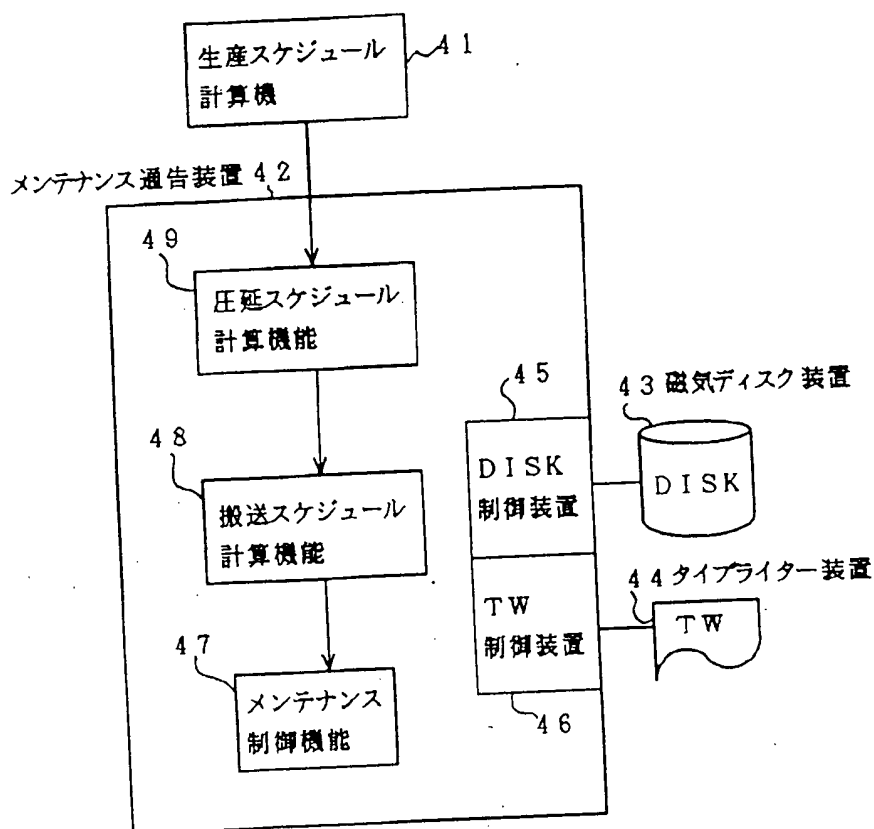 生産スケジュール
計算機
41
メンテナンス通告装置 42
49
圧延スケジュール
計算機能
48
搬送スケジュール
計算機能
47
メンテナンス
制御機能
45
DISK
制御装置
TW
制御装置
46
43 磁気ディスク装置
DISK
44 タイプライター装置
TW